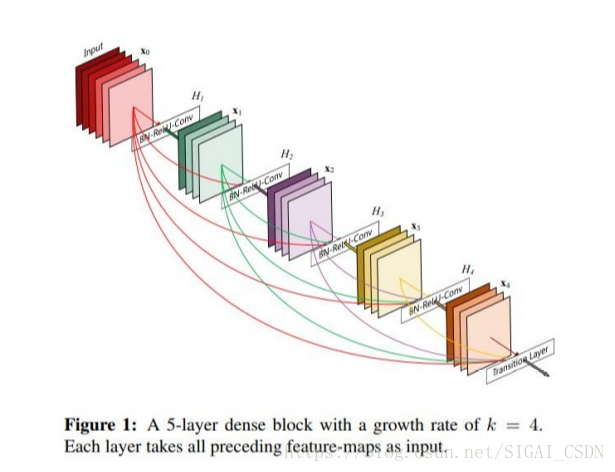 Input
x₀
H₁
BN-ReLU-Conv
x₁
H₂
BN-ReLU-Conv
x₂
H₃
BN-ReLU-Conv
x₃
H₄
BN-ReLU-Conv
x₄
Transition Layer
Figure 1: A 5-layer dense block with a growth rate of k = 4.
Each layer takes all preceding feature-maps as input.
https://blog.csdn.net/SIGAI_CSDN